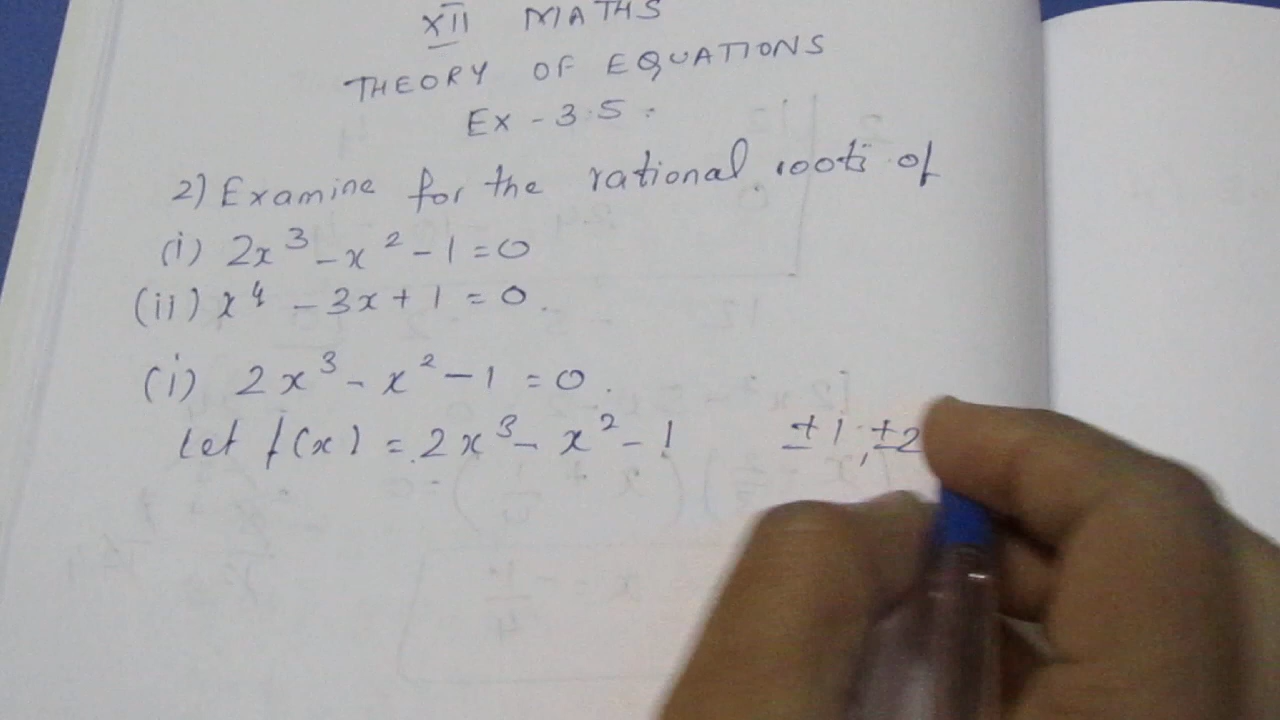 XII MATHS
THEORY OF EQUATIONS
Ex - 3.5.
2) Examine for the rational roots of
(i) 2x³ - x² - 1 = 0
(ii) x⁴ - 3x + 1 = 0.
(i) 2x³ - x² - 1 = 0.
Let f(x) = 2x³ - x² - 1 ±1, ±2